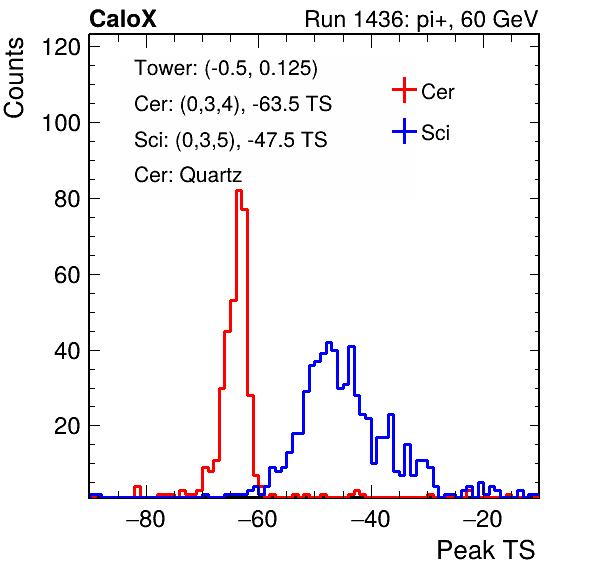 CaloX Run 1436: pi+, 60 GeV
Counts
120
100
80
60
40
20
Tower: (-0.5, 0.125)
Cer: (0,3,4), -63.5 TS
Sci: (0,3,5), -47.5 TS
Cer: Quartz
Cer
Sci
−80 −60 −40 −20
Peak TS